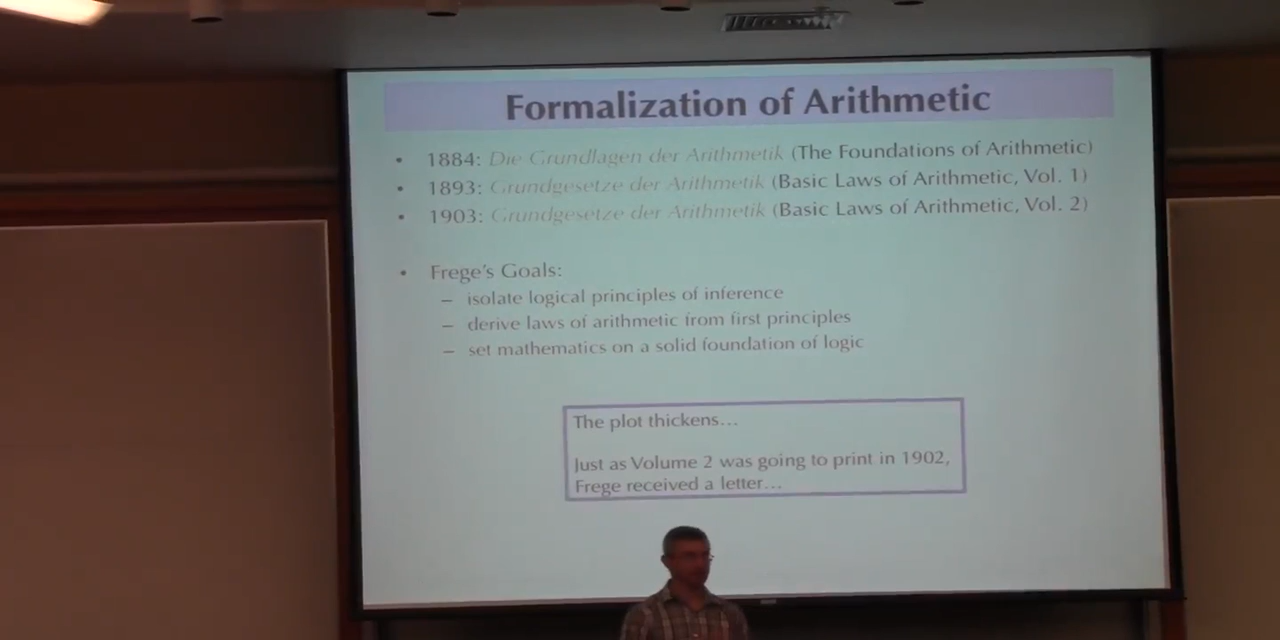 Formalization of Arithmetic
• 1884: Die Grundlagen der Arithmetik (The Foundations of Arithmetic)
• 1893: Grundgesetze der Arithmetik (Basic Laws of Arithmetic, Vol. 1)
• 1903: Grundgesetze der Arithmetik (Basic Laws of Arithmetic, Vol. 2)
• Frege's Goals:
– isolate logical principles of inference
– derive laws of arithmetic from first principles
– set mathematics on a solid foundation of logic
The plot thickens…
Just as Volume 2 was going to print in 1902,
Frege received a letter…